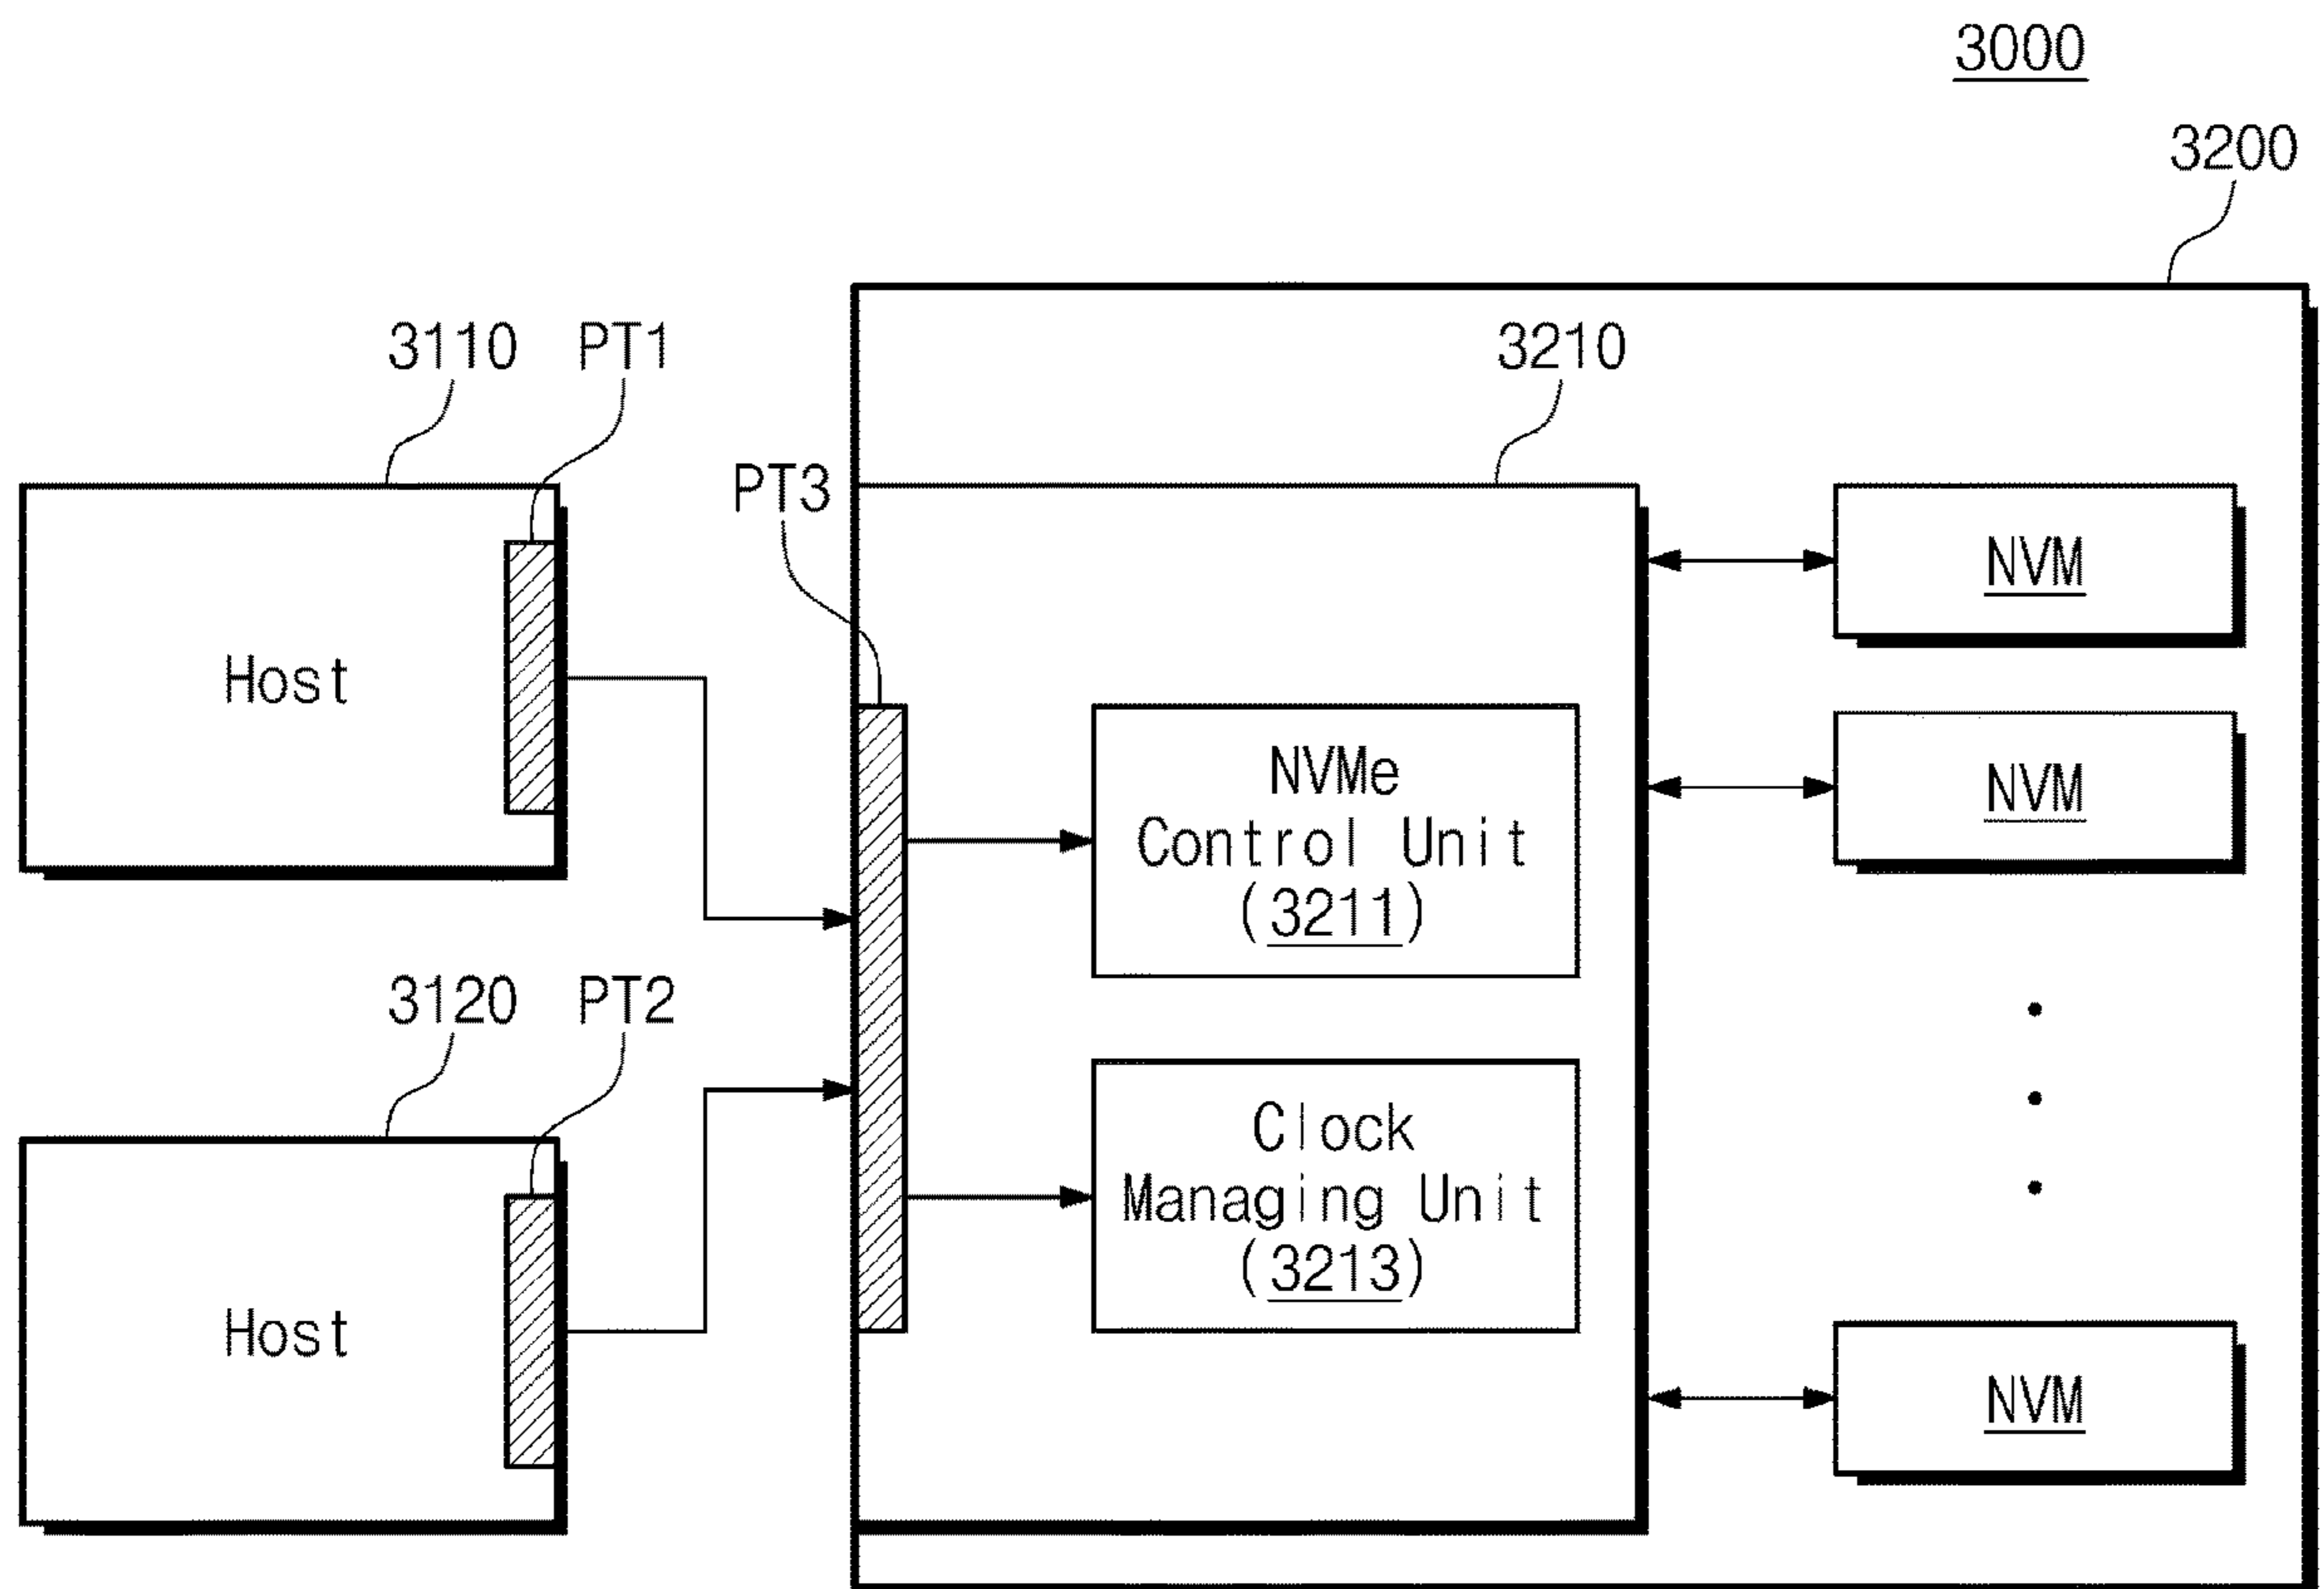 3000
3200
3110 PT1
3210
PT3
NVM
Host
NVM
NVMe
Control Unit
(3211)
3120 PT2
Clock
Managing Unit
(3213)
Host
NVM